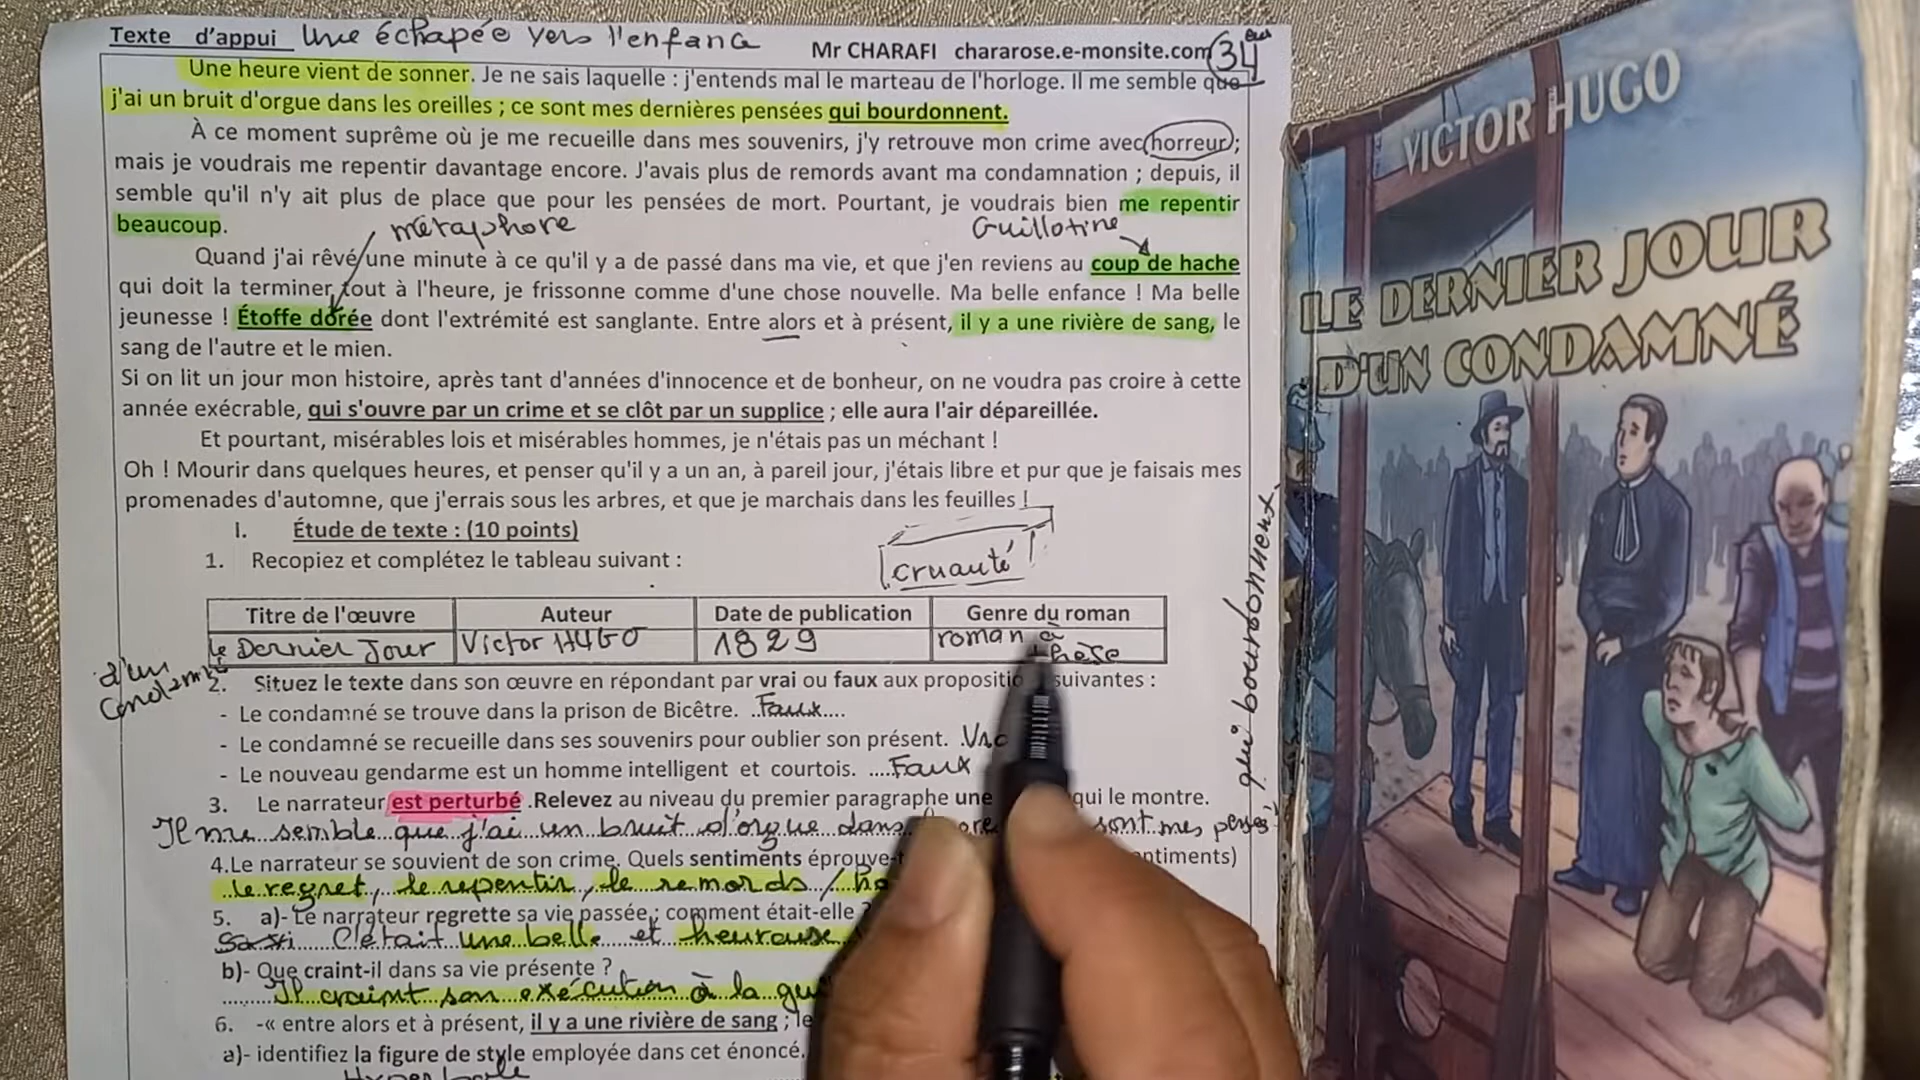 Texte d'appui Une échapée vers l'enfanc Mr CHARAFI chararose.e-monsite.com 34
Une heure vient de sonner. Je ne sais laquelle : j'entends mal le marteau de l'horloge. Il me semble que
j'ai un bruit d'orgue dans les oreilles ; ce sont mes dernières pensées qui bourdonnent.
À ce moment suprême où je me recueille dans mes souvenirs, j'y retrouve mon crime avec horreur ;
mais je voudrais me repentir davantage encore. J'avais plus de remords avant ma condamnation ; depuis, il
semble qu'il n'y ait plus de place que pour les pensées de mort. Pourtant, je voudrais bien me repentir
beaucoup.
métaphore Guillotine
Quand j'ai rêvé une minute à ce qu'il y a de passé dans ma vie, et que j'en reviens au coup de hache
qui doit la terminer tout à l'heure, je frissonne comme d'une chose nouvelle. Ma belle enfance ! Ma belle
jeunesse ! Étoffe dorée dont l'extrémité est sanglante. Entre alors et à présent, il y a une rivière de sang, le
sang de l'autre et le mien.
Si on lit un jour mon histoire, après tant d'années d'innocence et de bonheur, on ne voudra pas croire à cette
année exécrable, qui s'ouvre par un crime et se clôt par un supplice ; elle aura l'air dépareillée.
Et pourtant, misérables lois et misérables hommes, je n'étais pas un méchant !
Oh ! Mourir dans quelques heures, et penser qu'il y a un an, à pareil jour, j'étais libre et pur que je faisais mes
promenades d'automne, que j'errais sous les arbres, et que je marchais dans les feuilles !
I. Étude de texte : (10 points)
1. Recopiez et complétez le tableau suivant :
cruauté
Titre de l'œuvre Auteur Date de publication Genre du roman
le Dernier Jour Victor HUGO 1829 roman à
thèse
d'un
Condamné
2. Situez le texte dans son œuvre en répondant par vrai ou faux aux propositio suivantes :
- Le condamné se trouve dans la prison de Bicêtre. ..Faux....
- Le condamné se recueille dans ses souvenirs pour oublier son présent.
- Le nouveau gendarme est un homme intelligent et courtois. ....Faux
3. Le narrateur est perturbé .Relevez au niveau du premier paragraphe une qui le montre.
Il me semble que j'ai un bruit d'orgue dans sont mes pensées
qui bourdonnent.
4.Le narrateur se souvient de son crime. Quels sentiments éprouve-t
le regret, le repentir, le remords /
5. a)- Le narrateur regrette sa vie passée ; comment était-elle ?
C'était une belle et heureuse
b)- Que craint-il dans sa vie présente ?
Il craint son exécution à la
6. -« entre alors et à présent, il y a une rivière de sang ; le
a)- identifiez la figure de style employée dans cet énoncé.
Hyperbole
VICTOR HUGO
LE DERNIER JOUR
D'UN CONDAMNÉ